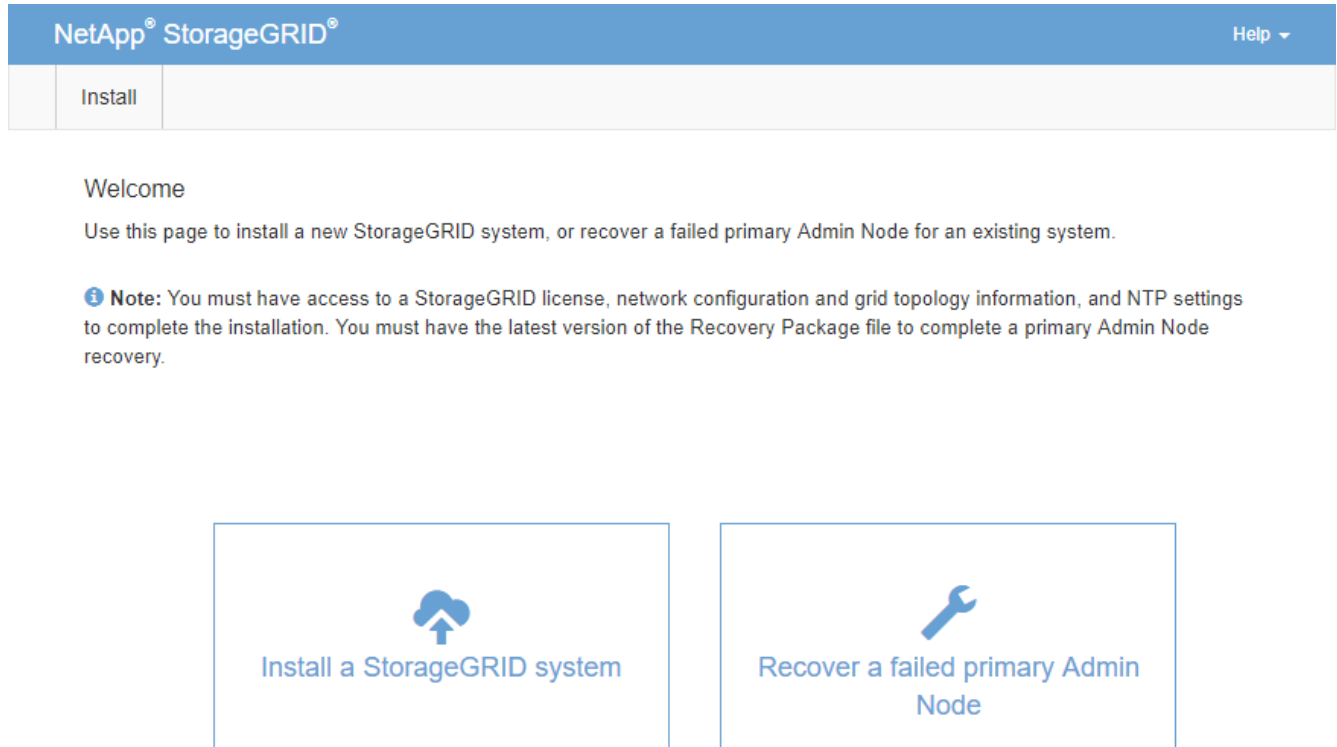 NetApp® StorageGRID®
Help
Install
Welcome
Use this page to install a new StorageGRID system, or recover a failed primary Admin Node for an existing system.
Note: You must have access to a StorageGRID license, network configuration and grid topology information, and NTP settings
to complete the installation. You must have the latest version of the Recovery Package file to complete a primary Admin Node
recovery.
Install a StorageGRID system
Recover a failed primary Admin
Node